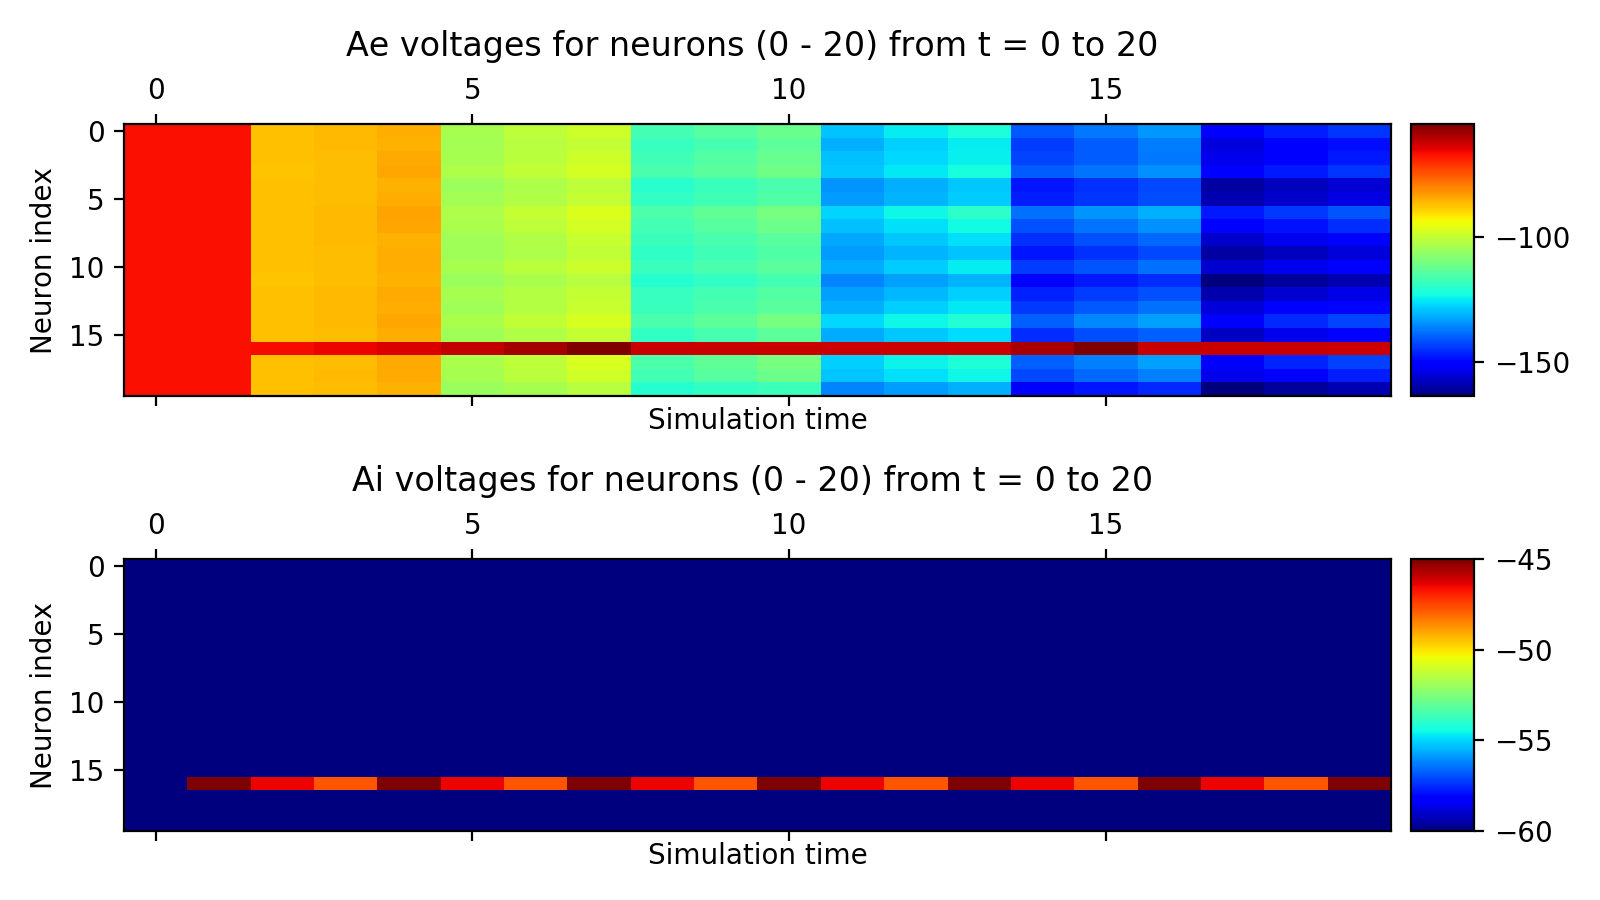 Ae voltages for neurons (0 - 20) from t = 0 to 20
0 5 10 15
0
5
10
15
Neuron index
Simulation time
−100
−150
Ai voltages for neurons (0 - 20) from t = 0 to 20
0 5 10 15
0
5
10
15
Neuron index
Simulation time
−45
−50
−55
−60